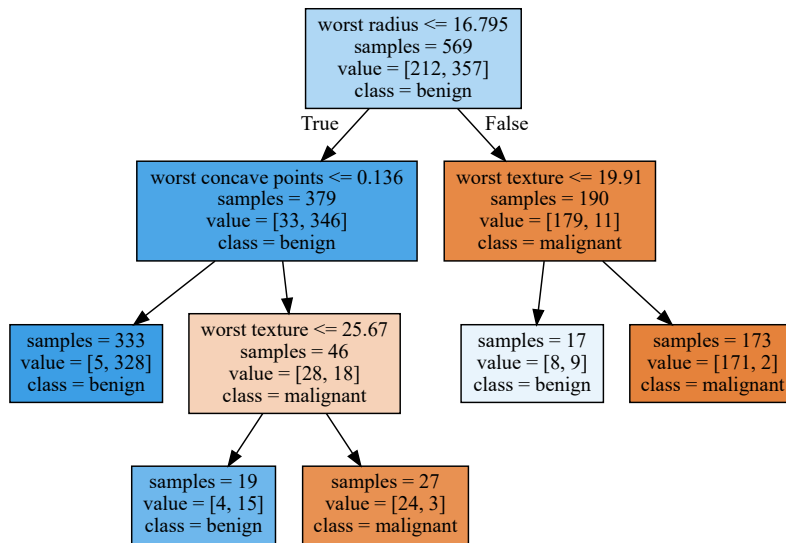 worst radius <= 16.795
samples = 569
value = [212, 357]
class = benign
True
False
worst concave points <= 0.136
samples = 379
value = [33, 346]
class = benign
worst texture <= 19.91
samples = 190
value = [179, 11]
class = malignant
samples = 333
value = [5, 328]
class = benign
worst texture <= 25.67
samples = 46
value = [28, 18]
class = malignant
samples = 17
value = [8, 9]
class = benign
samples = 173
value = [171, 2]
class = malignant
samples = 19
value = [4, 15]
class = benign
samples = 27
value = [24, 3]
class = malignant